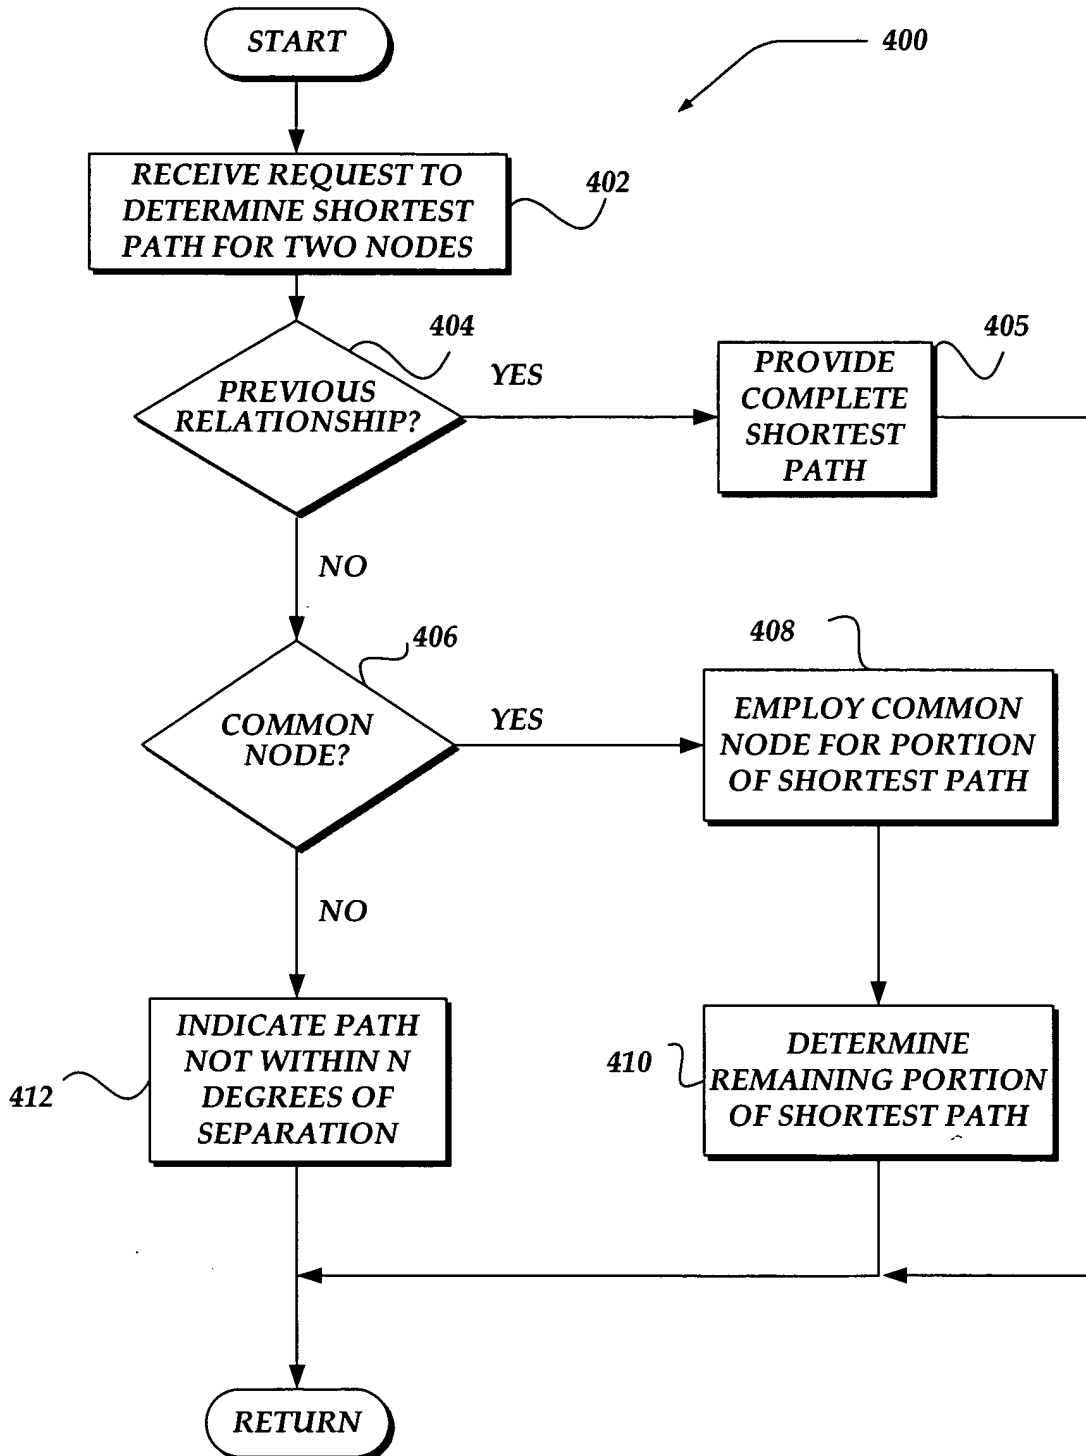 START
400
RECEIVE REQUEST TO
DETERMINE SHORTEST
PATH FOR TWO NODES
402
404
PREVIOUS
RELATIONSHIP?
YES
PROVIDE
COMPLETE
SHORTEST
PATH
405
NO
406
COMMON
NODE?
YES
408
EMPLOY COMMON
NODE FOR PORTION
OF SHORTEST PATH
NO
INDICATE PATH
NOT WITHIN N
DEGREES OF
SEPARATION
412
DETERMINE
REMAINING PORTION
OF SHORTEST PATH
410
RETURN